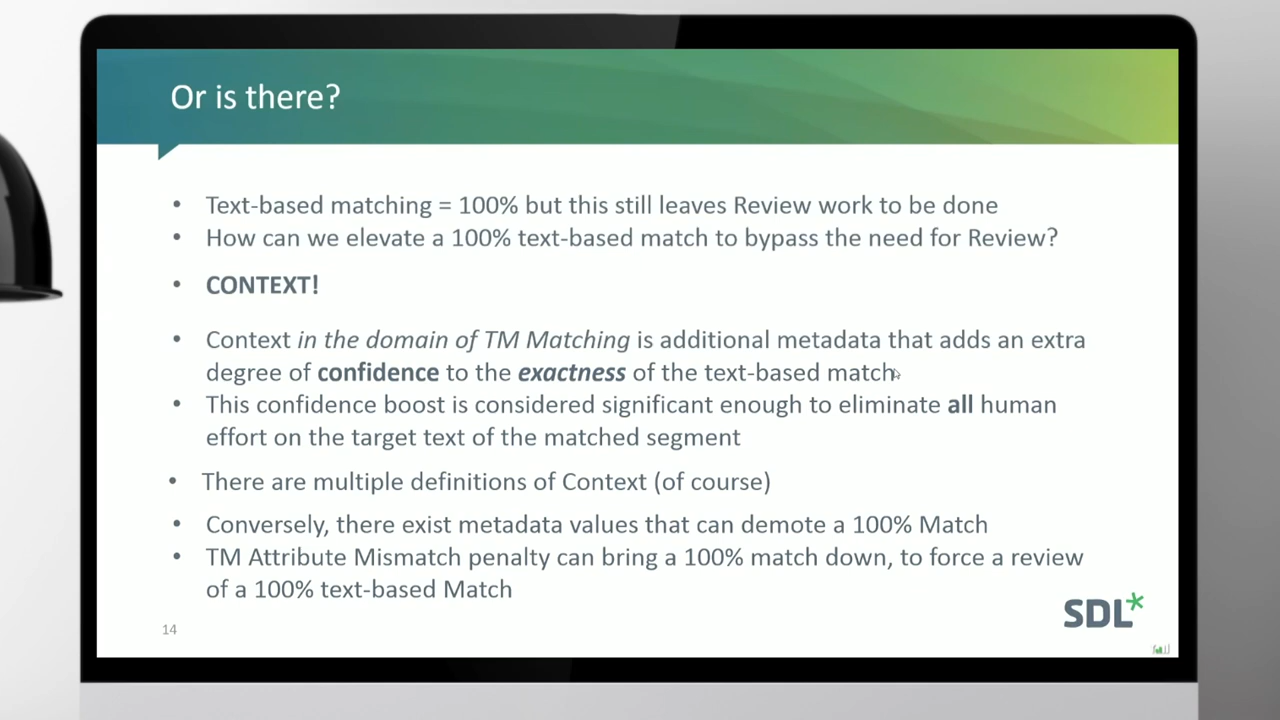 Or is there?
• Text-based matching = 100% but this still leaves Review work to be done
• How can we elevate a 100% text-based match to bypass the need for Review?
• CONTEXT!
• Context in the domain of TM Matching is additional metadata that adds an extra
degree of confidence to the exactness of the text-based match
• This confidence boost is considered significant enough to eliminate all human
effort on the target text of the matched segment
• There are multiple definitions of Context (of course)
• Conversely, there exist metadata values that can demote a 100% Match
• TM Attribute Mismatch penalty can bring a 100% match down, to force a review
of a 100% text-based Match
SDL*
14